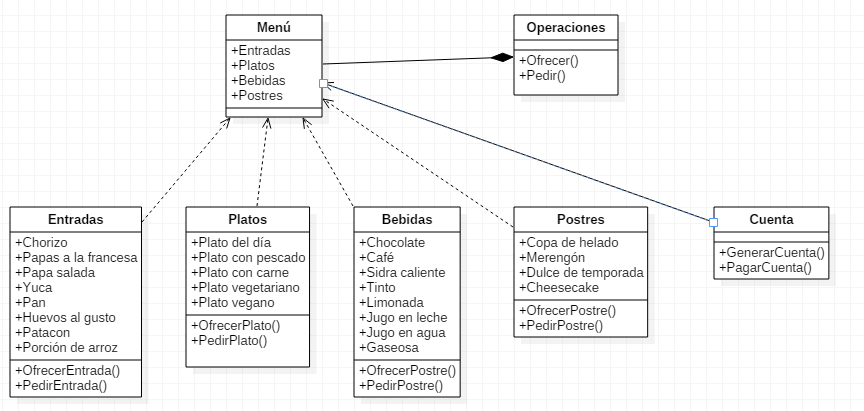 Menú
+Entradas
+Platos
+Bebidas
+Postres
Operaciones
+Ofrecer()
+Pedir()
Entradas
+Chorizo
+Papas a la francesa
+Papa salada
+Yuca
+Pan
+Huevos al gusto
+Patacon
+Porción de arroz
+OfrecerEntrada()
+PedirEntrada()
Platos
+Plato del día
+Plato con pescado
+Plato con carne
+Plato vegetariano
+Plato vegano
+OfrecerPlato()
+PedirPlato()
Bebidas
+Chocolate
+Café
+Sidra caliente
+Tinto
+Limonada
+Jugo en leche
+Jugo en agua
+Gaseosa
+OfrecerPostre()
+PedirPostre()
Postres
+Copa de helado
+Merengón
+Dulce de temporada
+Cheesecake
+OfrecerPostre()
+PedirPostre()
Cuenta
+GenerarCuenta()
+PagarCuenta()